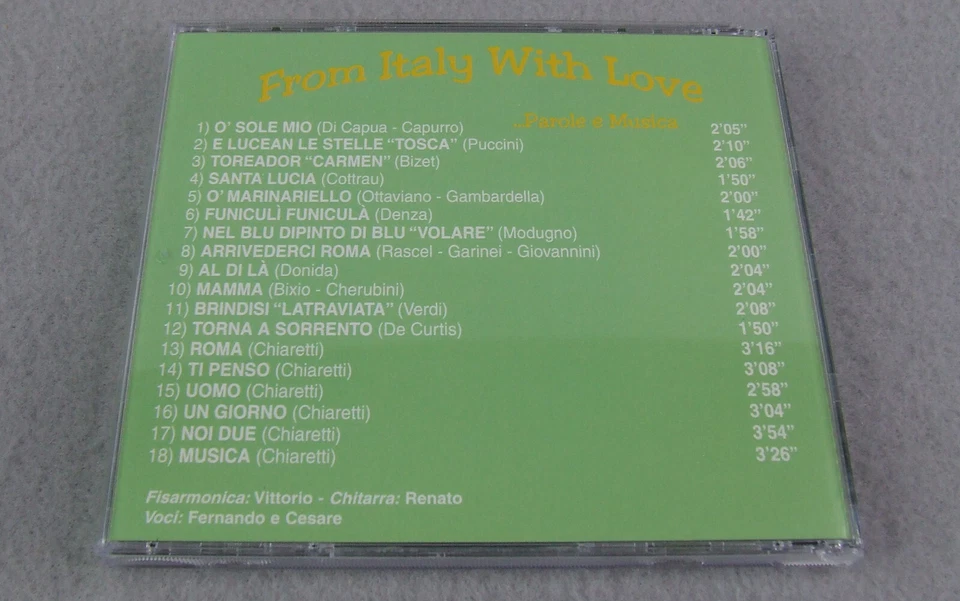 From Italy With Love
..Parole e Musica
1) O' SOLE MIO (Di Capua - Capurro) 2'05"
2) E LUCEAN LE STELLE "TOSCA" (Puccini) 2'10"
3) TOREADOR "CARMEN" (Bizet) 2'06"
4) SANTA LUCIA (Cottrau) 1'50"
5) O' MARINARIELLO (Ottaviano - Gambardella) 2'00"
6) FUNICULÌ FUNICULÀ (Denza) 1'42"
7) NEL BLU DIPINTO DI BLU "VOLARE" (Modugno) 1'58"
8) ARRIVEDERCI ROMA (Rascel - Garinei - Giovannini) 2'00"
9) AL DI LÀ (Donida) 2'04"
10) MAMMA (Bixio - Cherubini) 2'04"
11) BRINDISI "LATRAVIATA" (Verdi) 2'08"
12) TORNA A SORRENTO (De Curtis) 1'50"
13) ROMA (Chiaretti) 3'16"
14) TI PENSO (Chiaretti) 3'08"
15) UOMO (Chiaretti) 2'58"
16) UN GIORNO (Chiaretti) 3'04"
17) NOI DUE (Chiaretti) 3'54"
18) MUSICA (Chiaretti) 3'26"
Fisarmonica: Vittorio - Chitarra: Renato
Voci: Fernando e Cesare